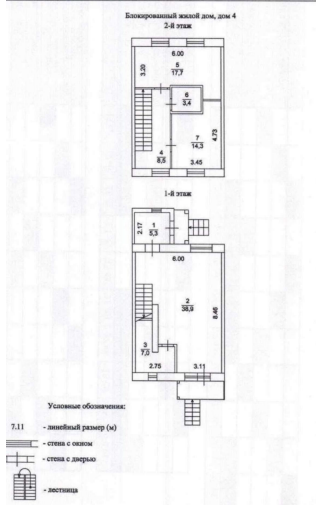 Блокированный жилой дом, дом 4
2-й этаж
6.00
3.20
5
17,7
6
3,4
4
8,5
7
14,3
4.73
3.45
1-й этаж
2.17
1
5,3
6.00
2
38,9
8.46
3
7,0
2.75
3.11
Условные обозначения:
7.11 - линейный размер (м)
- стена с окном
- стена с дверью
- лестница